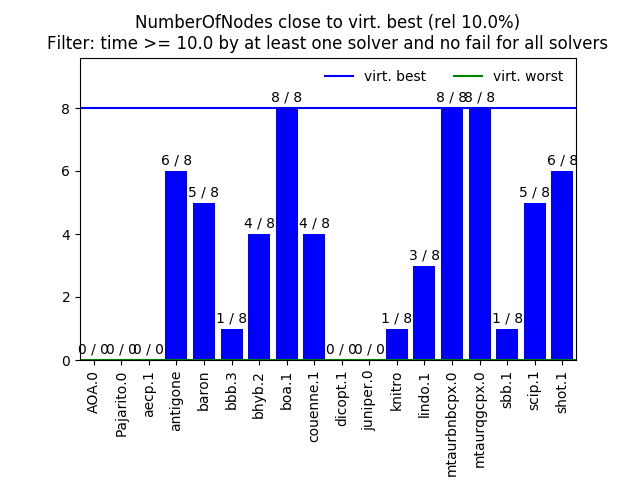 NumberOfNodes close to virt. best (rel 10.0%)
Filter: time >= 10.0 by at least one solver and no fail for all solvers
virt. best
virt. worst
8
6
4
2
0
0 / 0
0 / 0
0 / 0
6 / 8
5 / 8
1 / 8
4 / 8
8 / 8
4 / 8
0 / 0
0 / 0
1 / 8
3 / 8
8 / 8
8 / 8
1 / 8
5 / 8
6 / 8
AOA.0
Pajarito.0
aecp.1
antigone
baron
bbb.3
bhyb.2
boa.1
couenne.1
dicopt.1
juniper.0
knitro
lindo.1
mtaurbnbcpx.0
mtaurqgcpx.0
sbb.1
scip.1
shot.1